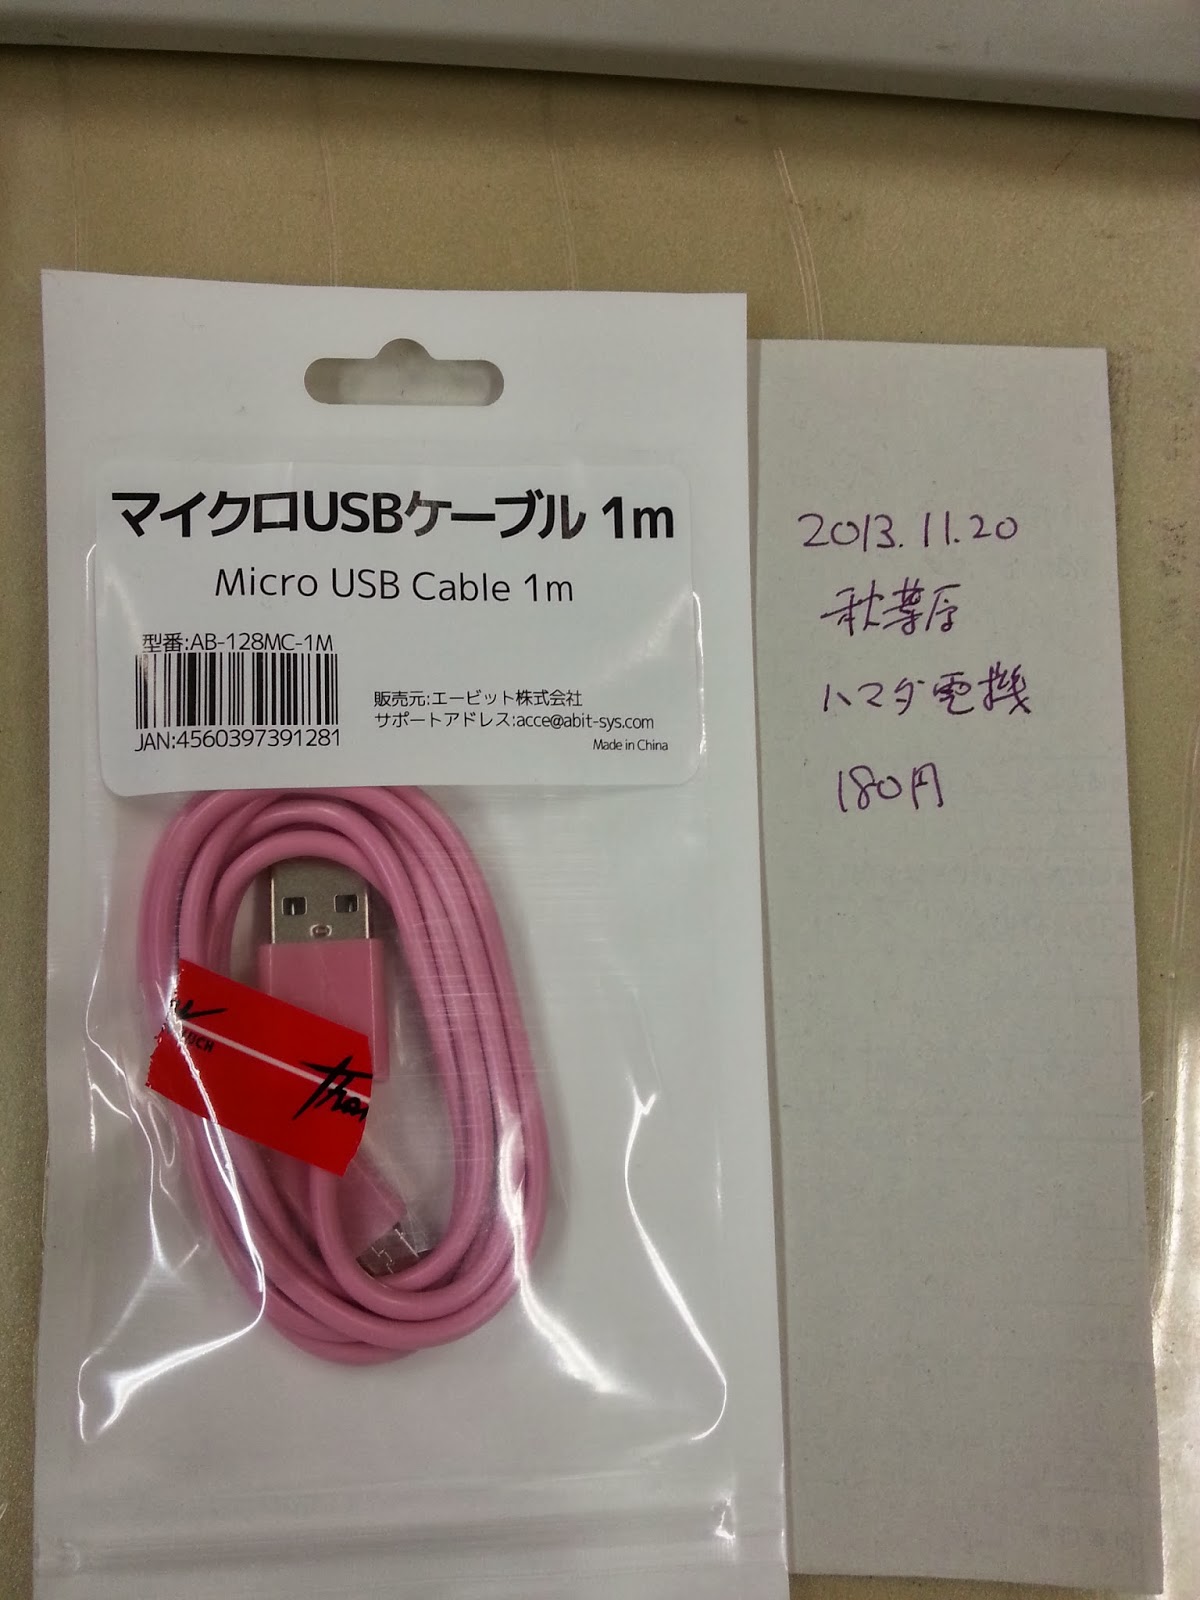 マイクロUSBケーブル 1m
Micro USB Cable 1m
型番:AB-128MC-1M
JAN:4560397391281
販売元:エービット株式会社
サポートアドレス:acce@abit-sys.com
Made in China
2013.11.20
秋葉原
ハマダ電機
180円